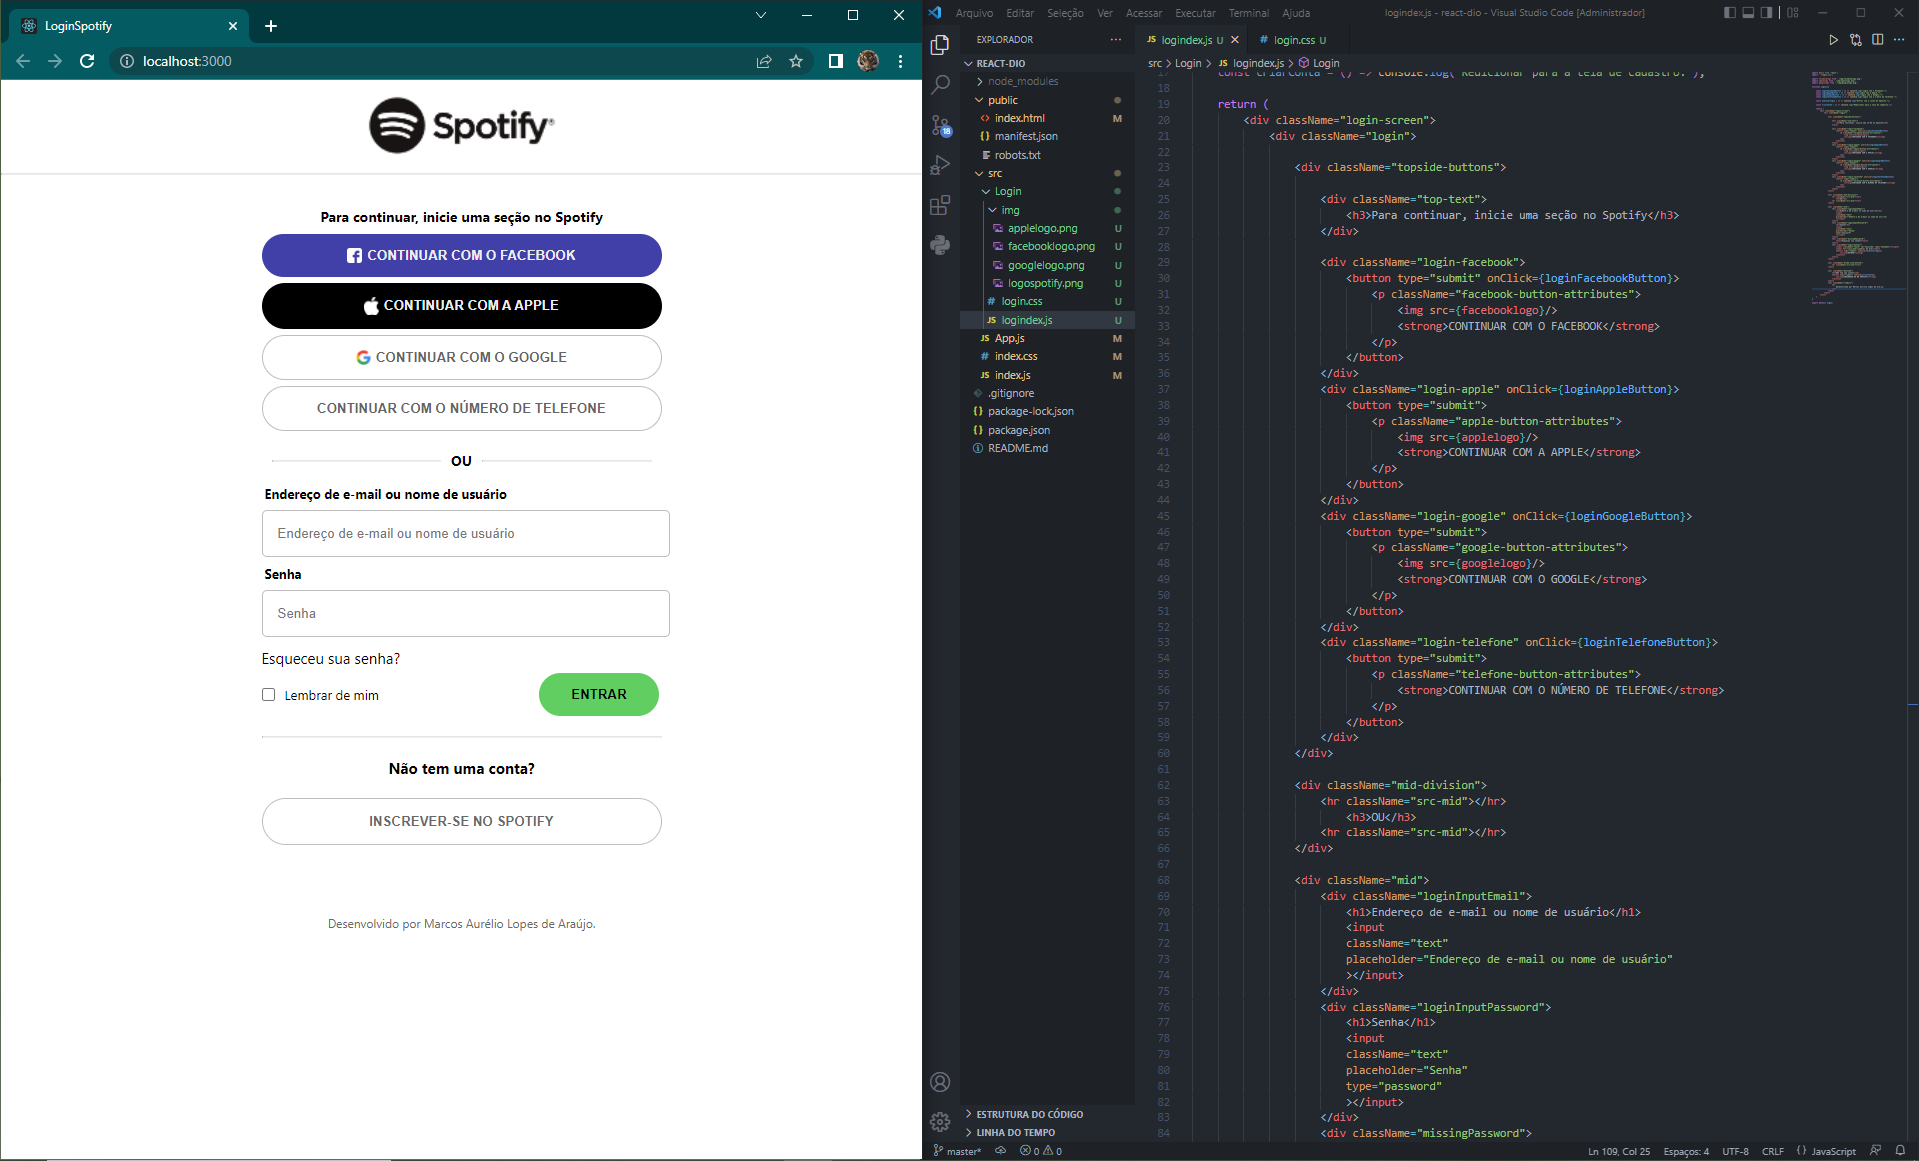 LoginSpotify
localhost:3000
Spotify®
Para continuar, inicie uma seção no Spotify
CONTINUAR COM O FACEBOOK
CONTINUAR COM A APPLE
CONTINUAR COM O GOOGLE
CONTINUAR COM O NÚMERO DE TELEFONE
OU
Endereço de e-mail ou nome de usuário
Endereço de e-mail ou nome de usuário
Senha
Senha
Esqueceu sua senha?
Lembrar de mim
ENTRAR
Não tem uma conta?
INSCREVER-SE NO SPOTIFY
Desenvolvido por Marcos Aurélio Lopes de Araújo.
Arquivo Editar Seleção Ver Acessar Executar Terminal Ajuda
logindex.js - react-dio - Visual Studio Code [Administrador]
18
EXPLORADOR
REACT-DIO
node_modules
public
index.html M
manifest.json
robots.txt
src
Login
img
applelogo.png U
facebooklogo.png U
googlelogo.png U
logospotify.png U
# login.css U
JS logindex.js U
JS App.js M
# index.css M
JS index.js M
.gitignore
{} package-lock.json
{} package.json
README.md
ESTRUTURA DO CÓDIGO
LINHA DO TEMPO
JS logindex.js U
# login.css U
src > Login > JS logindex.js > Login
17 const criarConta = () => console.log("Redicionar para a tela de cadastro.");
18
19 return (
20 <div className="login-screen">
21 <div className="login">
22
23 <div className="topside-buttons">
24
25 <div className="top-text">
26 <h3>Para continuar, inicie uma seção no Spotify</h3>
27 </div>
28
29 <div className="login-facebook">
30 <button type="submit" onClick={loginFacebookButton}>
31 <p className="facebook-button-attributes">
32 <img src={facebooklogo}/>
33 <strong>CONTINUAR COM O FACEBOOK</strong>
34 </p>
35 </button>
36 </div>
37 <div className="login-apple" onClick={loginAppleButton}>
38 <button type="submit">
39 <p className="apple-button-attributes">
40 <img src={applelogo}/>
41 <strong>CONTINUAR COM A APPLE</strong>
42 </p>
43 </button>
44 </div>
45 <div className="login-google" onClick={loginGoogleButton}>
46 <button type="submit">
47 <p className="google-button-attributes">
48 <img src={googlelogo}/>
49 <strong>CONTINUAR COM O GOOGLE</strong>
50 </p>
51 </button>
52 </div>
53 <div className="login-telefone" onClick={loginTelefoneButton}>
54 <button type="submit">
55 <p className="telefone-button-attributes">
56 <strong>CONTINUAR COM O NÚMERO DE TELEFONE</strong>
57 </p>
58 </button>
59 </div>
60 </div>
61
62 <div className="mid-division">
63 <hr className="src-mid"></hr>
64 <h3>OU</h3>
65 <hr className="src-mid"></hr>
66 </div>
67
68 <div className="mid">
69 <div className="loginInputEmail">
70 <h1>Endereço de e-mail ou nome de usuário</h1>
71 <input
72 className="text"
73 placeholder="Endereço de e-mail ou nome de usuário"
74 ></input>
75 </div>
76 <div className="loginInputPassword">
77 <h1>Senha</h1>
78 <input
79 className="text"
80 placeholder="Senha"
81 type="password"
82 ></input>
83 </div>
84 <div className="missingPassword">
master* 0 0
Ln 109, Col 25 Espaços: 4 UTF-8 CRLF {} JavaScript